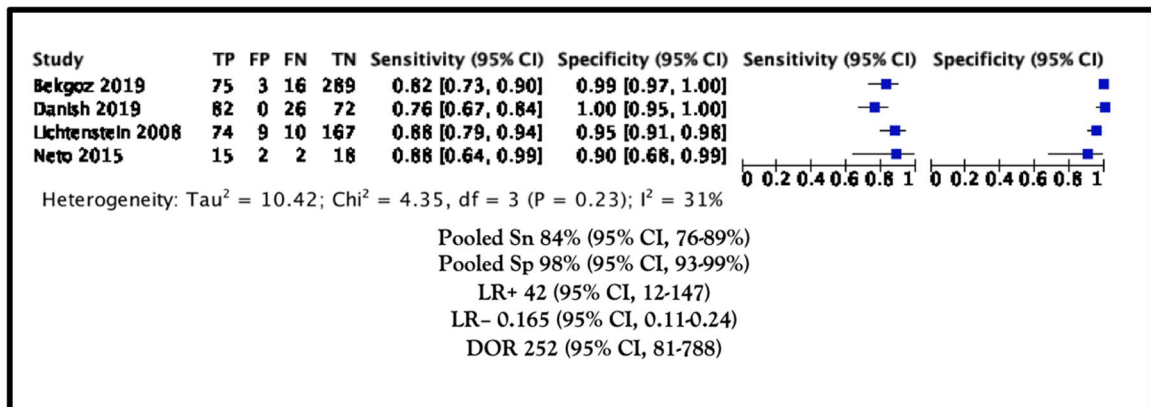 Study TP FP FN TN Sensitivity (95% CI) Specificity (95% CI) Sensitivity (95% CI) Specificity (95% CI)
Bekgoz 2019 75 3 16 289 0.82 [0.73, 0.90] 0.99 [0.97, 1.00]
Danish 2019 82 0 26 72 0.76 [0.67, 0.84] 1.00 [0.95, 1.00]
Lichtenstein 2008 74 9 10 167 0.88 [0.79, 0.94] 0.95 [0.91, 0.98]
Neto 2015 15 2 2 18 0.88 [0.64, 0.99] 0.90 [0.68, 0.99]
0 0.2 0.4 0.6 0.8 1 0 0.2 0.4 0.6 0.8 1
Heterogeneity: Tau² = 10.42; Chi² = 4.35, df = 3 (P = 0.23); I² = 31%
Pooled Sn 84% (95% CI, 76-89%)
Pooled Sp 98% (95% CI, 93-99%)
LR+ 42 (95% CI, 12-147)
LR– 0.165 (95% CI, 0.11-0.24)
DOR 252 (95% CI, 81-788)